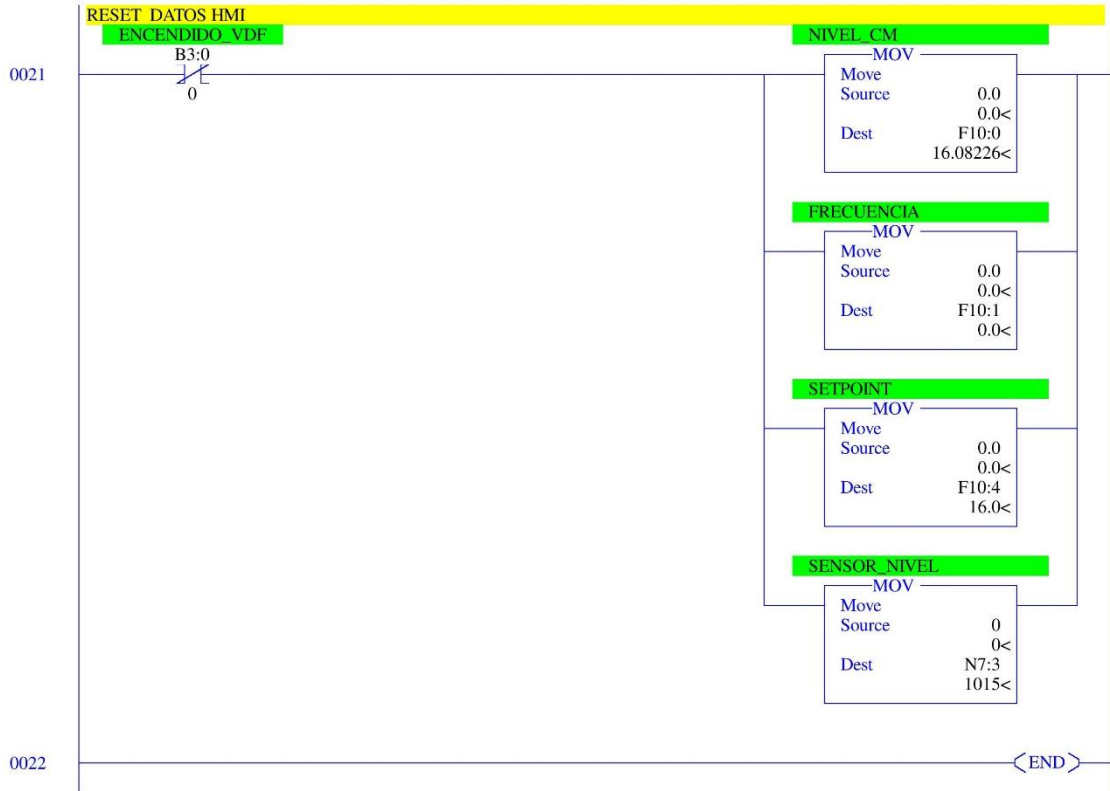 RESET DATOS HMI
ENCENDIDO_VDF
B3:0
0
0021
NIVEL_CM
MOV
Move
Source 0.0
0.0<
Dest F10:0
16.08226<
FRECUENCIA
MOV
Move
Source 0.0
0.0<
Dest F10:1
0.0<
SETPOINT
MOV
Move
Source 0.0
0.0<
Dest F10:4
16.0<
SENSOR_NIVEL
MOV
Move
Source 0
0<
Dest N7:3
1015<
0022
END